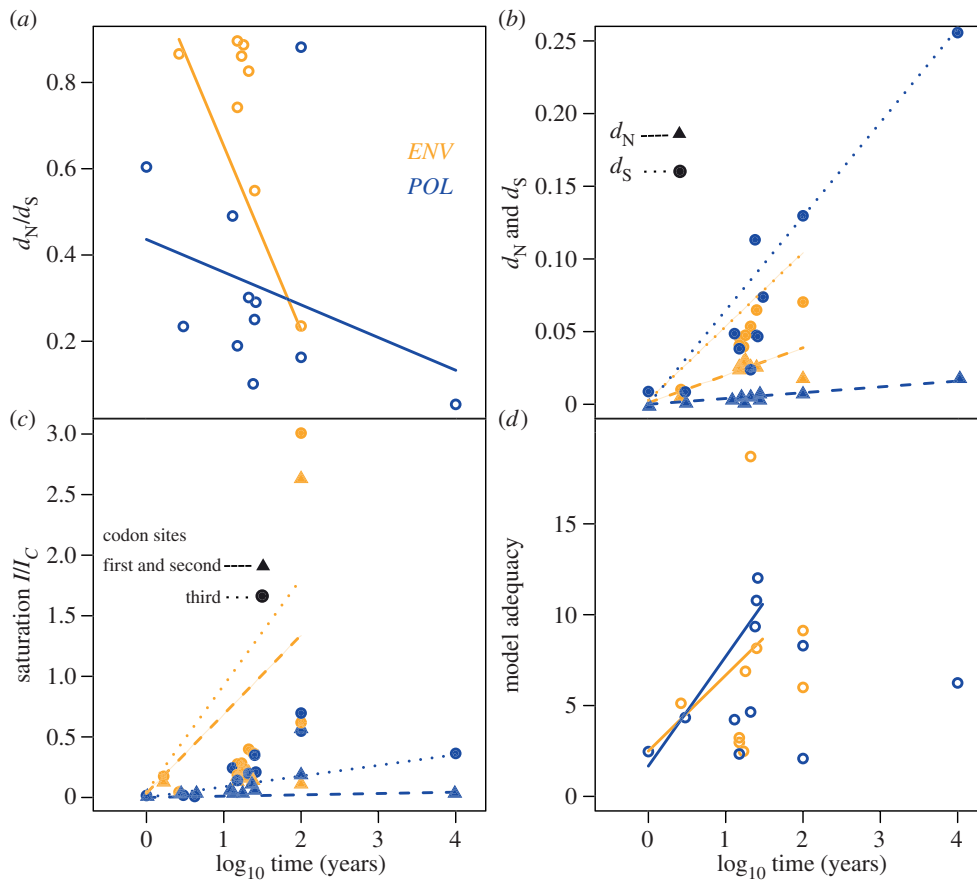 (a)
0.8
0.6
0.4
0.2
dN/dS
ENV
POL
(b)
0.25
0.20
0.15
0.10
0.05
0
dN and dS
dN
dS
(c)
3.0
2.5
2.0
1.5
1.0
0.5
0
saturation I/IC
codon sites
first and second
third
0 1 2 3 4
log10 time (years)
(d)
15
10
5
0
model adequacy
0 1 2 3 4
log10 time (years)